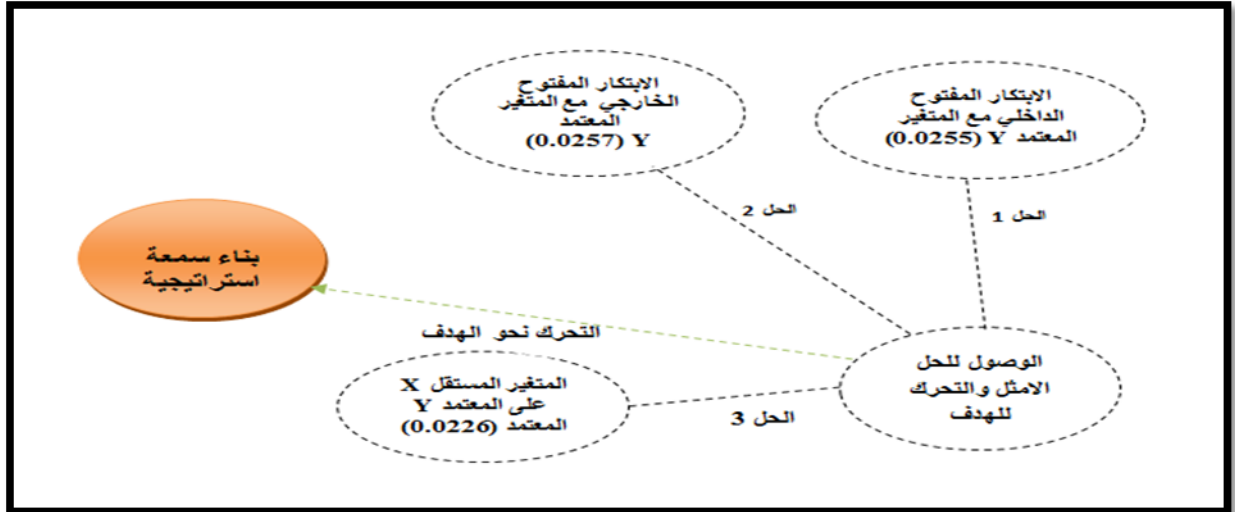 الابتكار المفتوح
الداخلي مع المتغير
المعتمد Y (0.0255)
الابتكار المفتوح
الخارجي مع المتغير
المعتمد
Y (0.0257)
الحل 1
الحل 2
بناء سمعة
استراتيجية
التحرك نحو الهدف
الوصول للحل
الامثل والتحرك
للهدف
المتغير المستقل X
على المعتمد Y
المعتمد (0.0226)
الحل 3